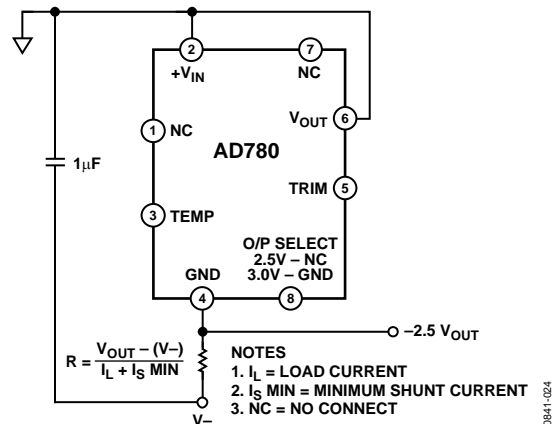 2
7
+VIN
NC
VOUT
6
1
NC
AD780
1μF
TRIM
5
3
TEMP
O/P SELECT
2.5V – NC
3.0V – GND
GND
4
8
–2.5 VOUT
R = VOUT – (V–)
IL + IS MIN
NOTES
1. IL = LOAD CURRENT
2. IS MIN = MINIMUM SHUNT CURRENT
3. NC = NO CONNECT
V–